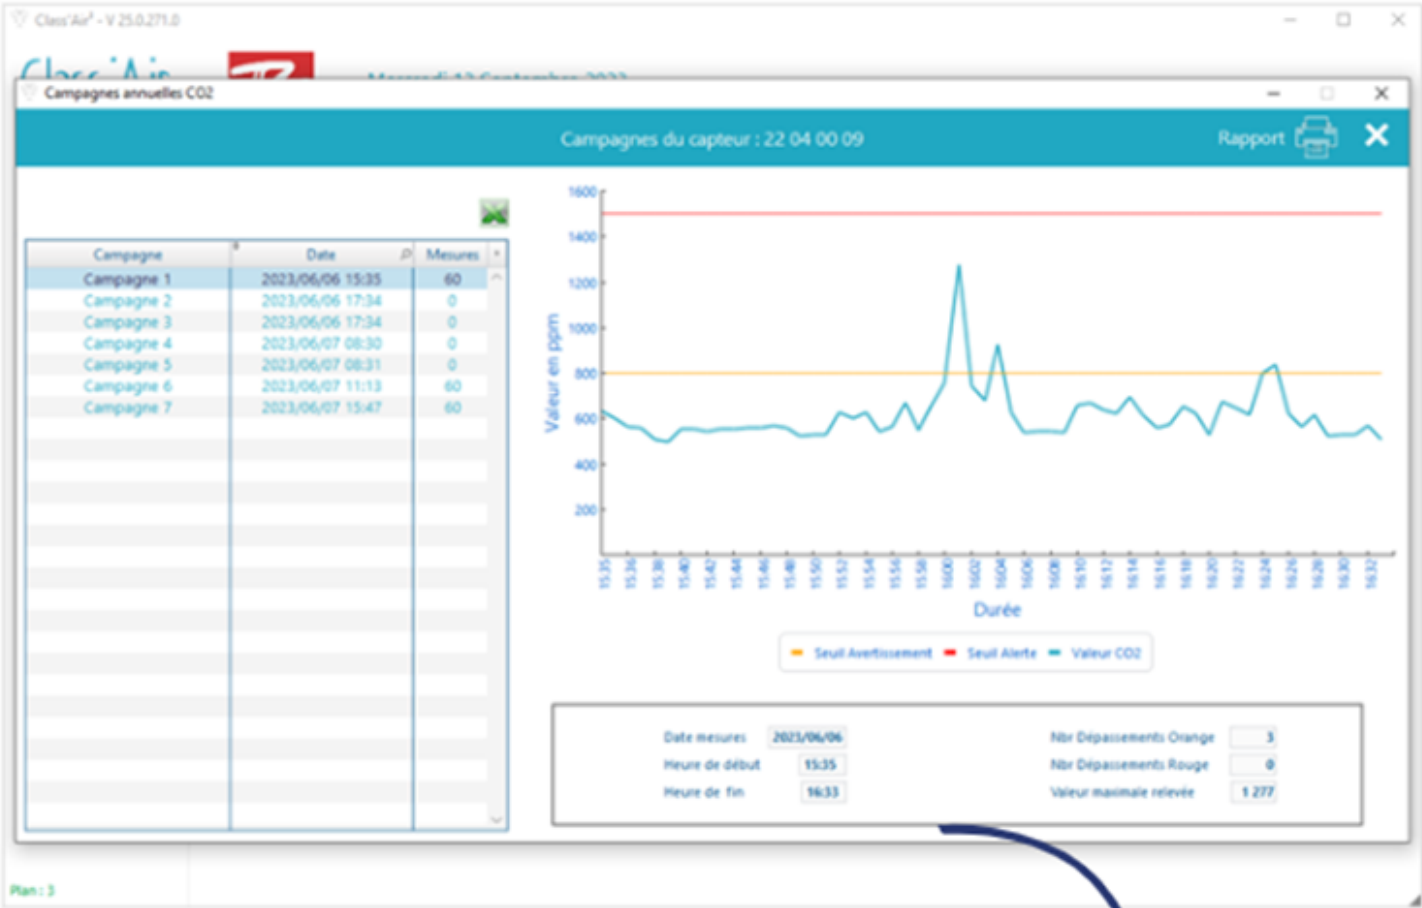 Class'Air² - V 25.0.271.0
Class'Air
Mercredi 13 Septembre 2023
Campagnes annuelles CO2
Campagnes du capteur : 22 04 00 09
Rapport
Campagne Date Mesures
Campagne 1 2023/06/06 15:35 60
Campagne 2 2023/06/06 17:34 0
Campagne 3 2023/06/06 17:34 0
Campagne 4 2023/06/07 08:30 0
Campagne 5 2023/06/07 08:31 0
Campagne 6 2023/06/07 11:13 60
Campagne 7 2023/06/07 15:47 60
Valeur en ppm
1600
1400
1200
1000
800
600
400
200
15:35 15:36 15:38 15:40 15:42 15:44 15:46 15:48 15:50 15:52 15:54 15:56 15:58 16:00 16:02 16:04 16:06 16:08 16:10 16:12 16:14 16:16 16:18 16:20 16:22 16:24 16:26 16:28 16:30 16:32
Durée
Seuil Avertissement Seuil Alerte Valeur CO2
Date mesures 2023/06/06
Heure de début 15:35
Heure de fin 16:33
Nbr Dépassements Orange 3
Nbr Dépassements Rouge 0
Valeur maximale relevée 1 277
Plan : 3